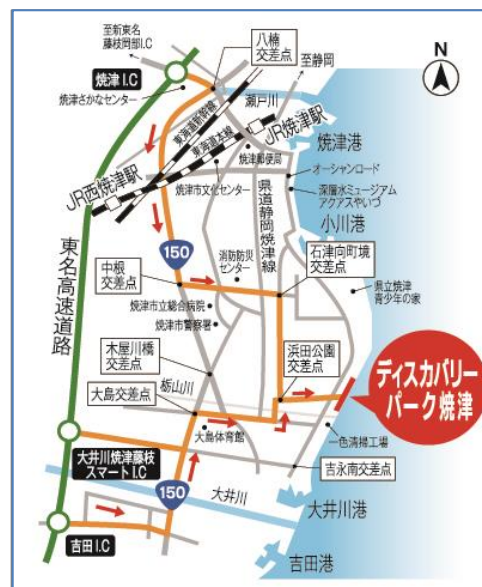 至新東名
藤枝岡部I.C
八楠
交差点
N
至静岡
焼津I.C
焼津さかなセンター
瀬戸川
東海道新幹線
東海道本線
JR焼津駅
焼津港
焼津郵便局
JR西焼津駅
焼津市文化センター
オーシャンロード
深層水ミュージアム
アクアスやいづ
県道静岡焼津線
小川港
150
消防防災
センター
石津向町境
交差点
中根
交差点
東名高速道路
県立焼津
青少年の家
焼津市立総合病院
焼津市警察署
木屋川橋
交差点
浜田公園
交差点
ディスカバリー
パーク焼津
栃山川
大島交差点
大島体育館
一色清掃工場
大井川焼津藤枝
スマートI.C
吉永南交差点
150
大井川
大井川港
吉田I.C
吉田港